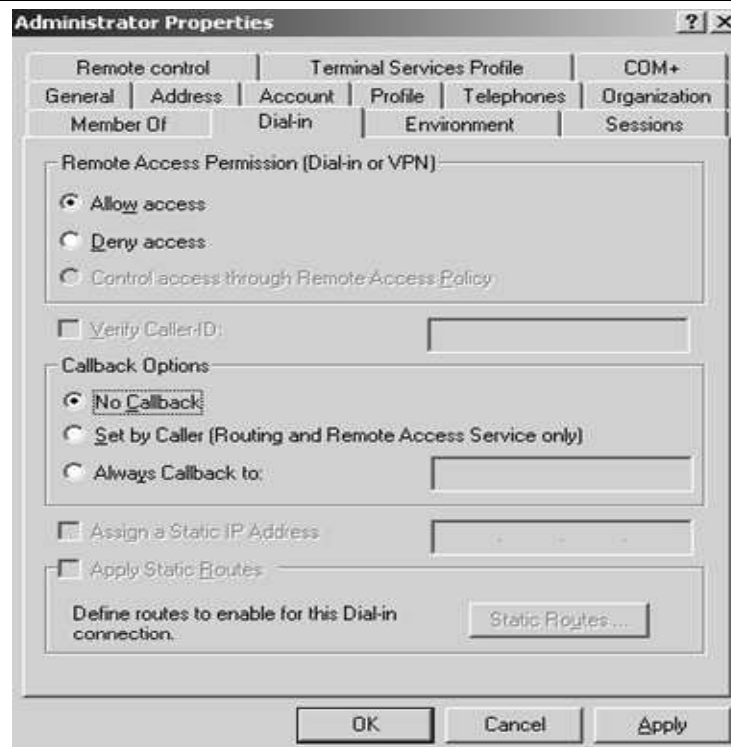 Administrator Properties
Remote control Terminal Services Profile COM+
General Address Account Profile Telephones Organization
Member Of Dial-in Environment Sessions
Remote Access Permission (Dial-in or VPN)
Allow access
Deny access
Control access through Remote Access Policy
Verify Caller-ID:
Callback Options
No Callback
Set by Caller (Routing and Remote Access Service only)
Always Callback to:
Assign a Static IP Address
Apply Static Routes
Define routes to enable for this Dial-in
connection.
Static Routes ...
OK Cancel Apply